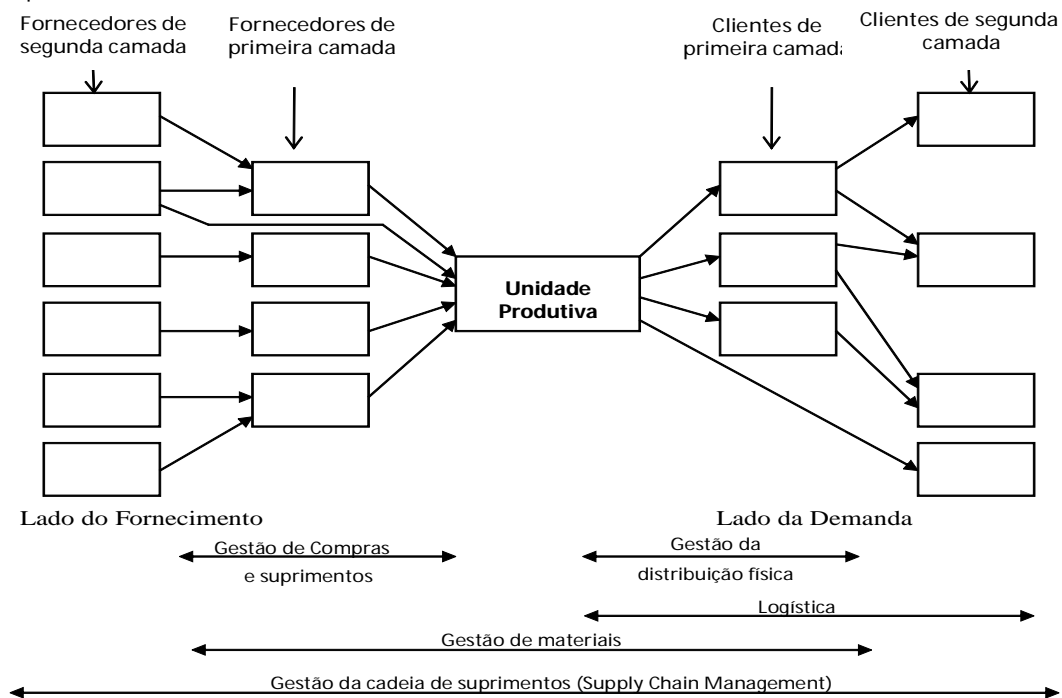 Fornecedores de
segunda camada
Fornecedores de
primeira camada
Clientes de
primeira camada
Clientes de segunda
camada
Unidade
Produtiva
Lado do Fornecimento
Lado da Demanda
Gestão de Compras
e suprimentos
Gestão da
distribuição física
Logística
Gestão de materiais
Gestão da cadeia de suprimentos (Supply Chain Management)